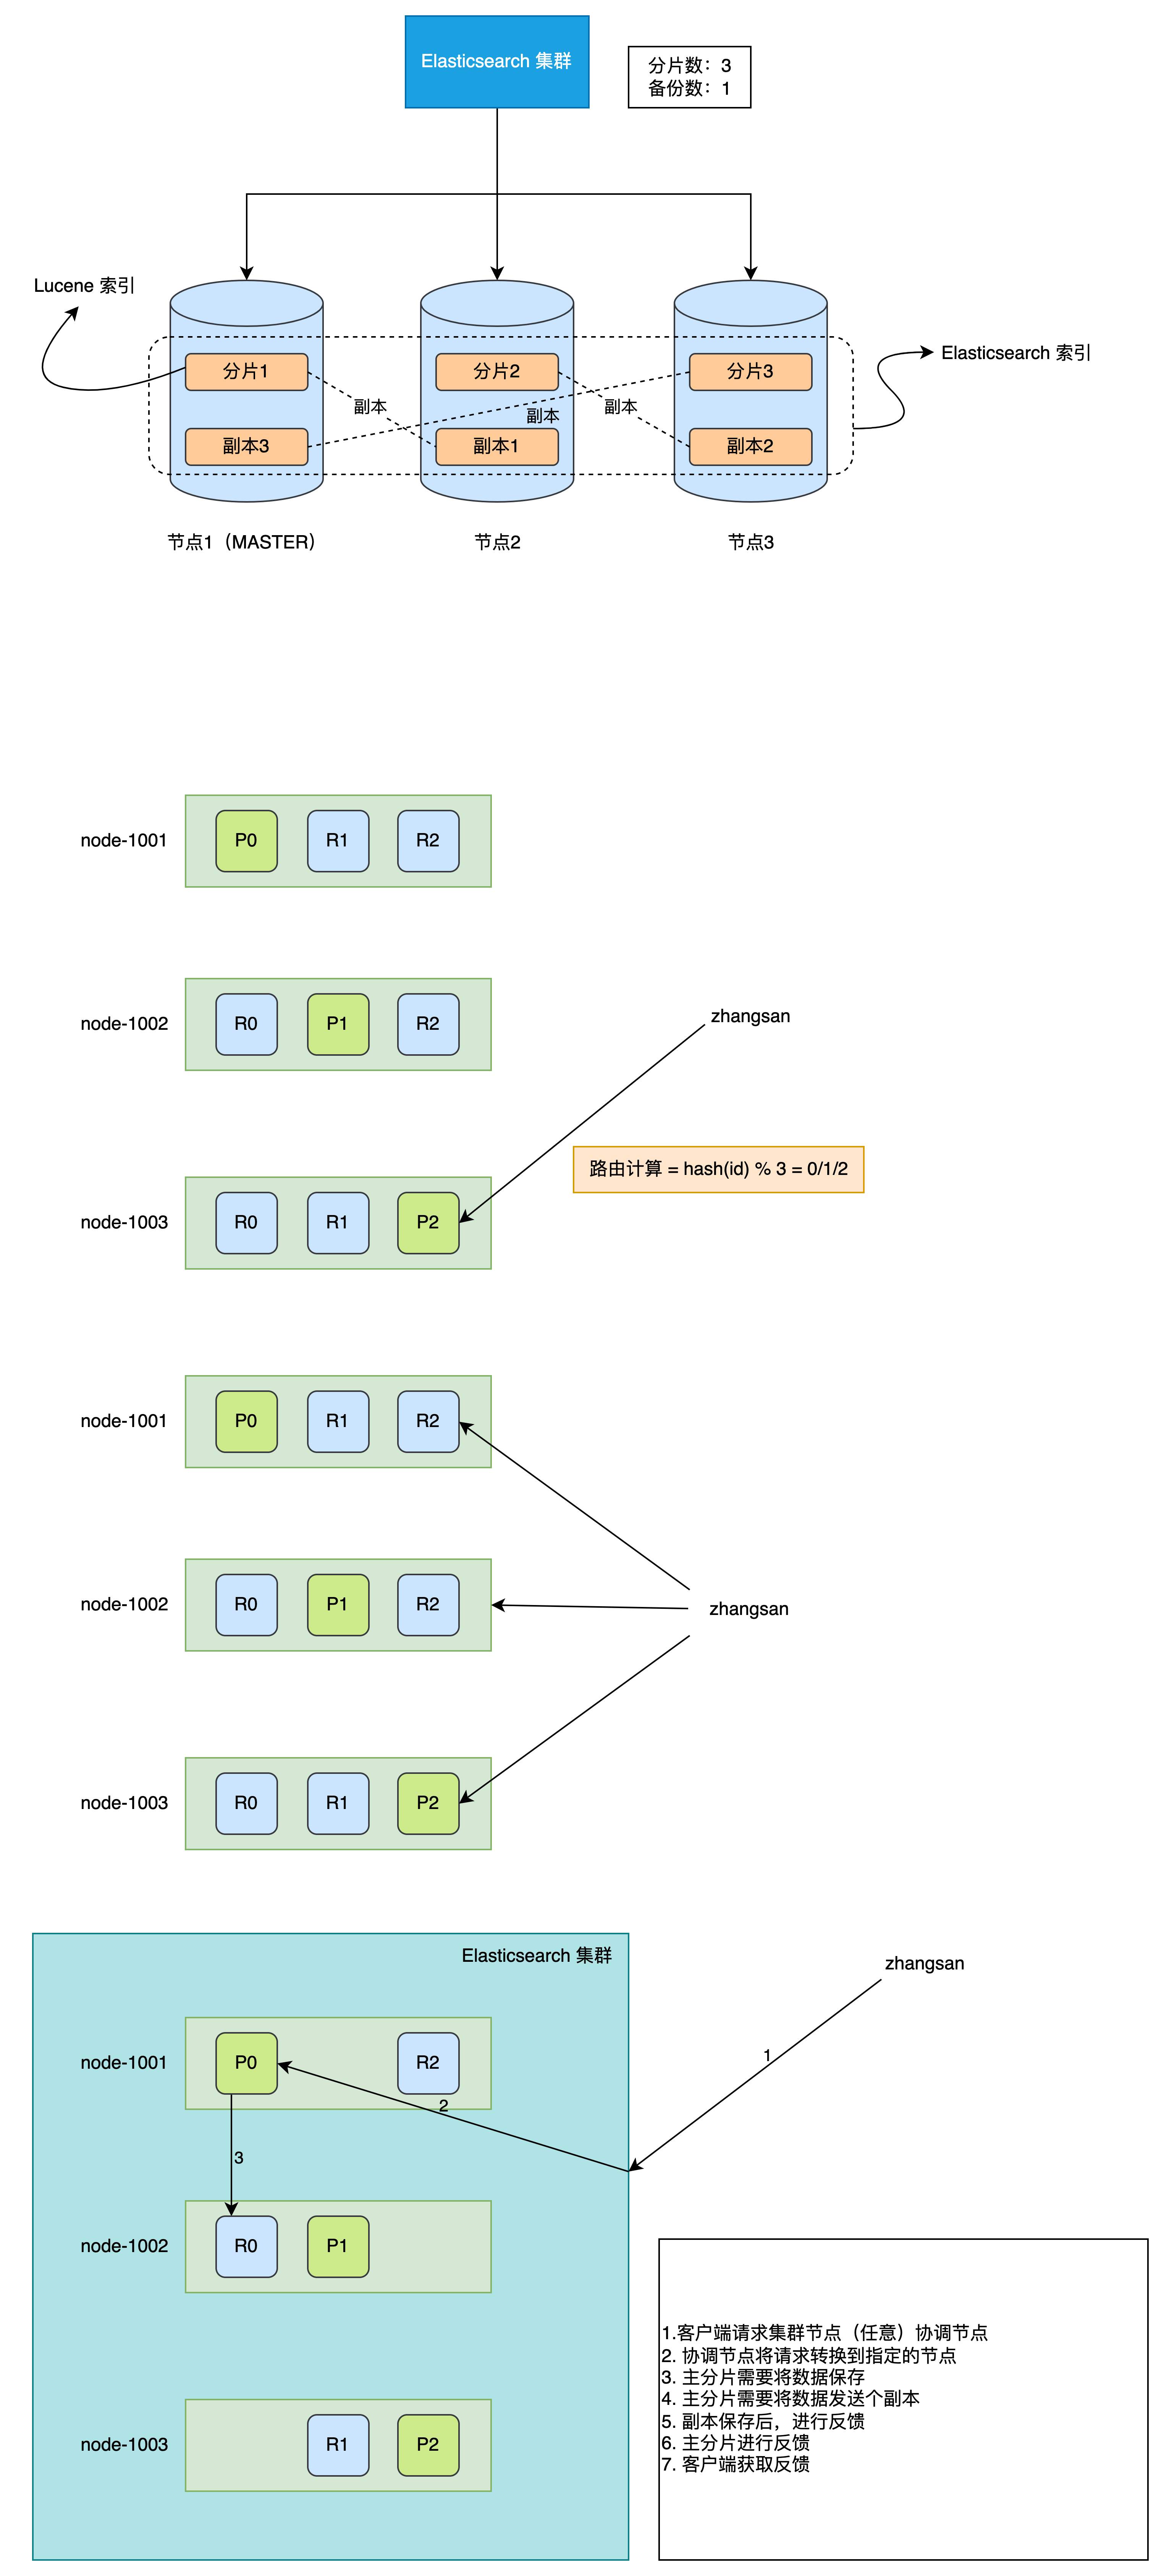 Elasticsearch 集群
分片数：3
备份数：1
Lucene 索引
Elasticsearch 索引
分片1
分片2
分片3
副本
副本
副本
副本3
副本1
副本2
节点1（MASTER）
节点2
节点3
node-1001
P0
R1
R2
node-1002
R0
P1
R2
zhangsan
路由计算 = hash(id) % 3 = 0/1/2
node-1003
R0
R1
P2
node-1001
P0
R1
R2
node-1002
R0
P1
R2
zhangsan
node-1003
R0
R1
P2
Elasticsearch 集群
zhangsan
1
node-1001
P0
R2
2
3
node-1002
R0
P1
node-1003
R1
P2
1.客户端请求集群节点（任意）协调节点
2. 协调节点将请求转换到指定的节点
3. 主分片需要将数据保存
4. 主分片需要将数据发送个副本
5. 副本保存后，进行反馈
6. 主分片进行反馈
7. 客户端获取反馈